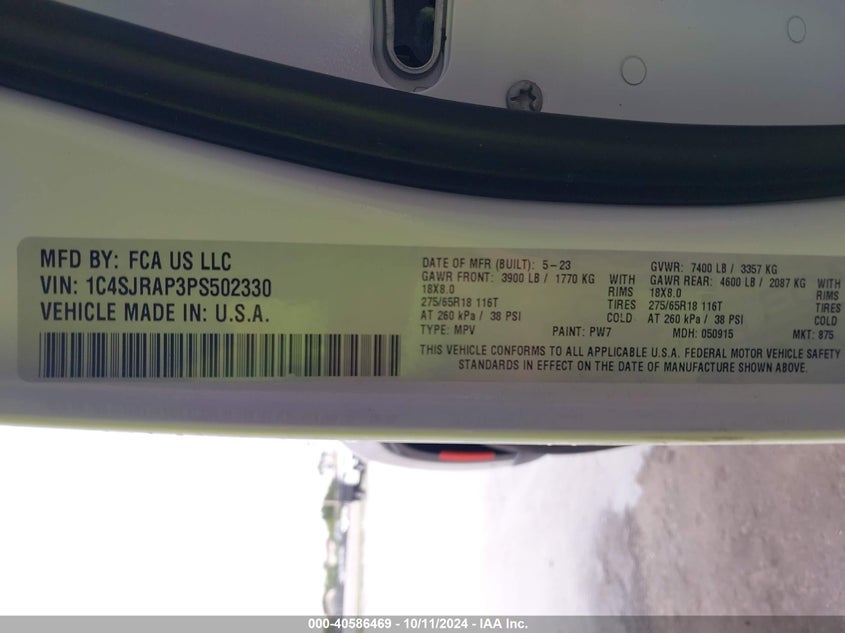 MFD BY: FCA US LLC
VIN: 1C4SJRAP3PS502330
VEHICLE MADE IN: U.S.A.
DATE OF MFR (BUILT): 5-23 GVWR: 7400 LB / 3357 KG
GAWR FRONT: 3900 LB / 1770 KG WITH GAWR REAR: 4600 LB / 2087 KG WITH
18X8.0 RIMS 18X8.0 RIMS
275/65R18 116T TIRES 275/65R18 116T TIRES
AT 260 kPa / 38 PSI COLD AT 260 kPa / 38 PSI COLD
TYPE: MPV PAINT: PW7 MDH: 050915 MKT: 875
THIS VEHICLE CONFORMS TO ALL APPLICABLE U.S.A. FEDERAL MOTOR VEHICLE SAFETY
STANDARDS IN EFFECT ON THE DATE OF MANUFACTURE SHOWN ABOVE.
000-40586469 - 10/11/2024 - IAA Inc.